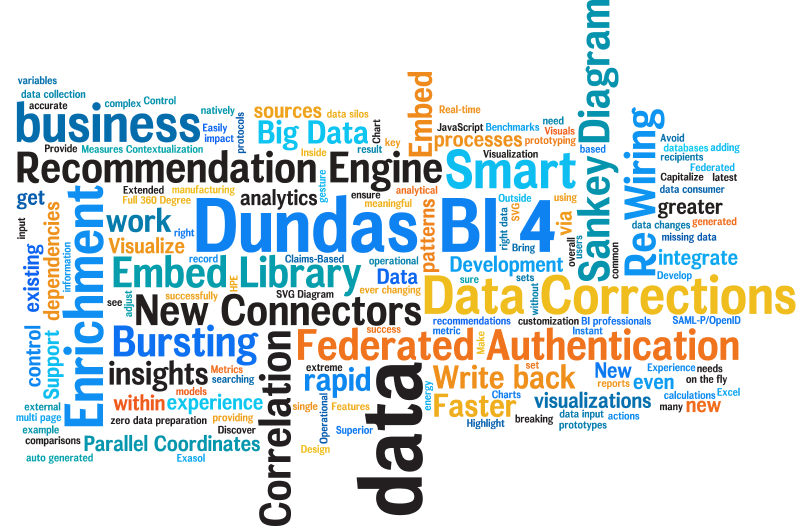 variables
data collection
accurate
complex
Control
natively
protocols
sources
data silos
Embed
Real-time
Sankey Diagram
business
Easily
impact
Big Data
Chart
key
JavaScript
Benchmarks
need
Visuals
processes
prototyping
Provide
Measures
Contextualization
Inside
result
Visualization
based
Re Wiring
Avoid
databases
adding
recipients
Federated
Capitalize
latest
data consumer
Recommendation Engine
Smart
get
Extended
manufacturing
Full 360 Degree
analytics
gesture
ensure
meaningful
analytical
Outside
using
input
Enrichment
work
right
Dundas BI 4
patterns
right data
SVG
via
greater
data changes
generated
missing data
existing
dependencies
information
Visualize
Bring
overall
users
common
integrate
Develop
record
Claims-Based
operational
Development
Embed Library
HPE
Data
sure
sets
ever changing
without
see
adjust
successfully
SVG Diagram
Data Corrections
New Connectors
recommendations
customization
BI professionals
SAML-P/OpenID
control
Support
Bursting
success
metric
Make
Instant
Federated Authentication
insights
Metrics
searching
models
Correlation
extreme
rapid
data
energy
Write back
set
New
Experience
needs
on the fly
reports
even
calculations
Excel
external
multi page
within
experience
single
Features
Operational
Faster
Charts
visualizations
many
new
zero data preparation
providing
example
Discover
Superior
Highlight
breaking
data input
actions
prototypes
comparisons
Parallel Coordinates
Design
auto generated
Exasol